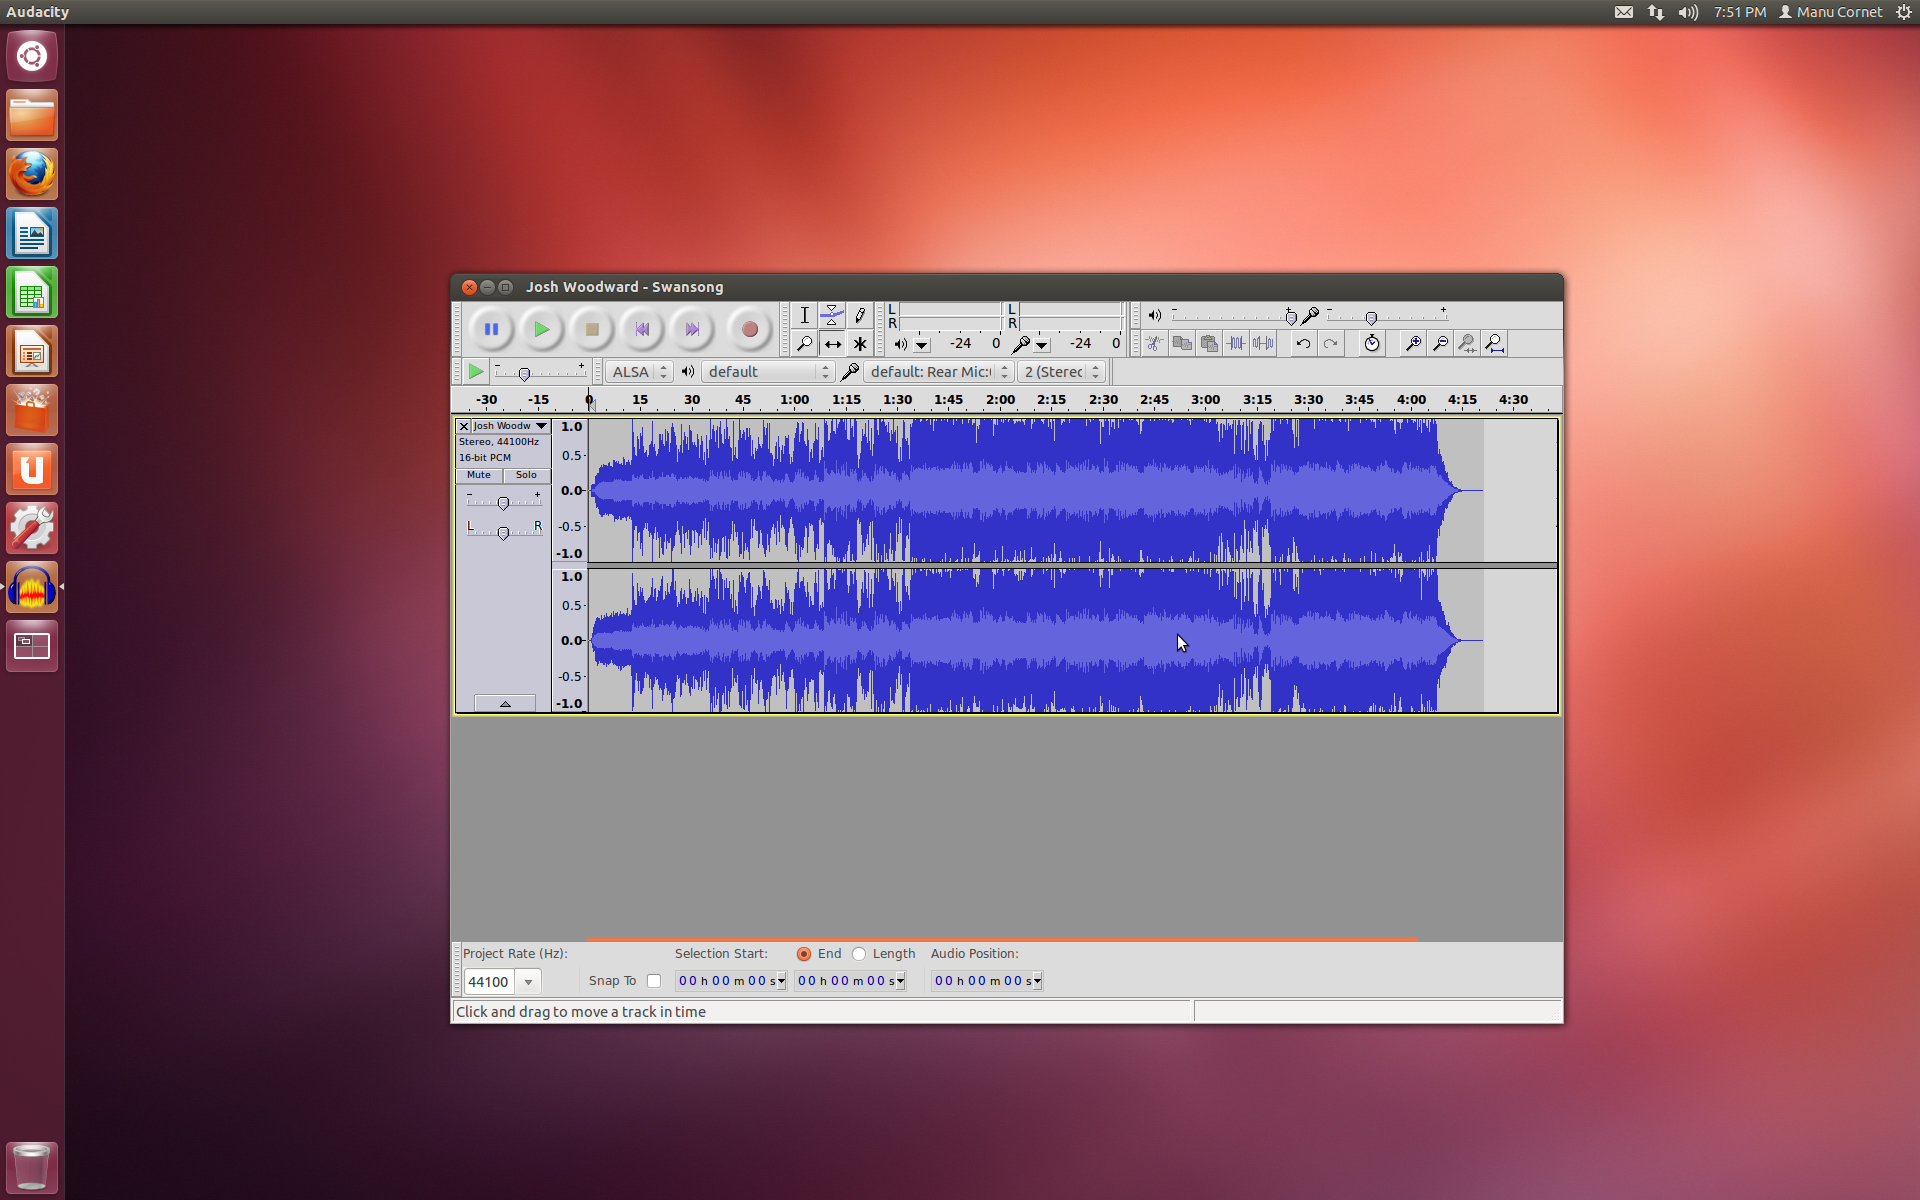 Audacity
7:51 PM Manu Cornet
Josh Woodward - Swansong
L L
R R
-24 0 -24 0
ALSA default default: Rear Mic:( 2 (Sterec
-30 -15 0 15 30 45 1:00 1:15 1:30 1:45 2:00 2:15 2:30 2:45 3:00 3:15 3:30 3:45 4:00 4:15 4:30
Josh Woodw
Stereo, 44100Hz
16-bit PCM
Mute Solo
- +
L R
1.0
0.5
0.0
-0.5
-1.0
1.0
0.5
0.0
-0.5
-1.0
Project Rate (Hz): Selection Start: End Length Audio Position:
44100 Snap To 00 h 00 m 00 s 00 h 00 m 00 s 00 h 00 m 00 s
Click and drag to move a track in time